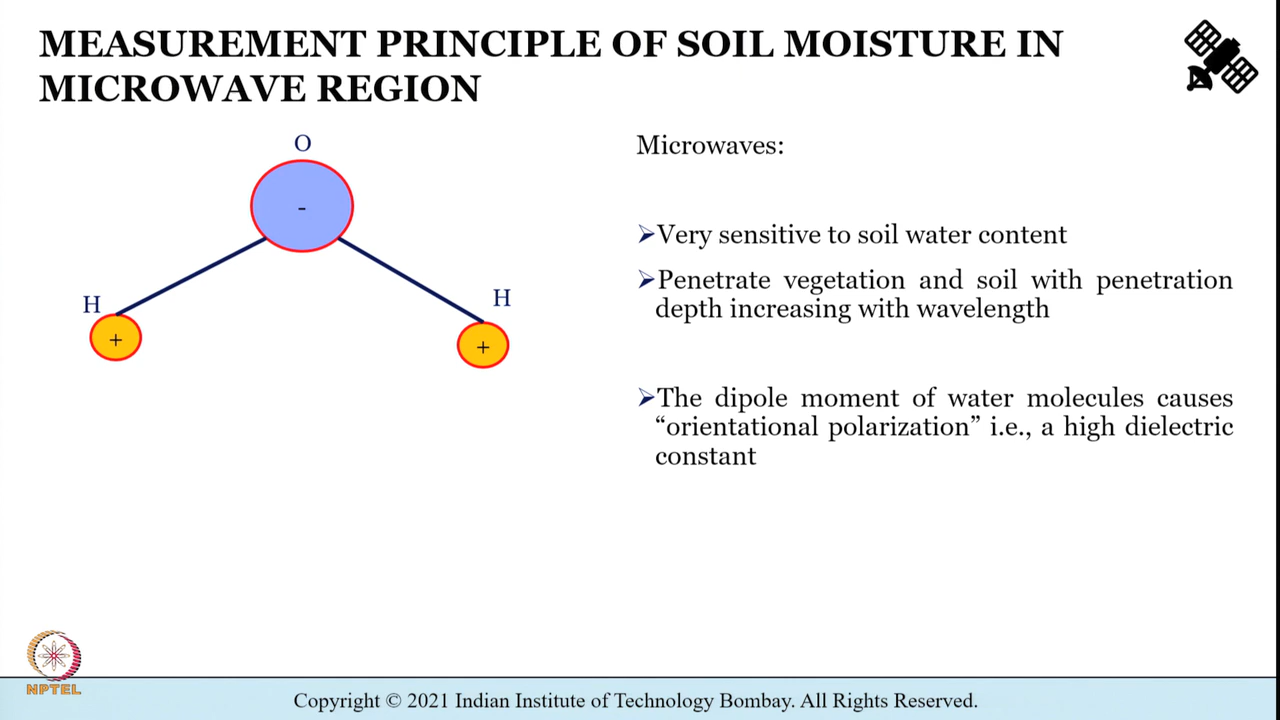 MEASUREMENT PRINCIPLE OF SOIL MOISTURE IN
MICROWAVE REGION
O
-
H
+
H
+
Microwaves:
➢Very sensitive to soil water content
➢Penetrate vegetation and soil with penetration
depth increasing with wavelength
➢The dipole moment of water molecules causes
“orientational polarization” i.e., a high dielectric
constant
NPTEL
Copyright © 2021 Indian Institute of Technology Bombay. All Rights Reserved.